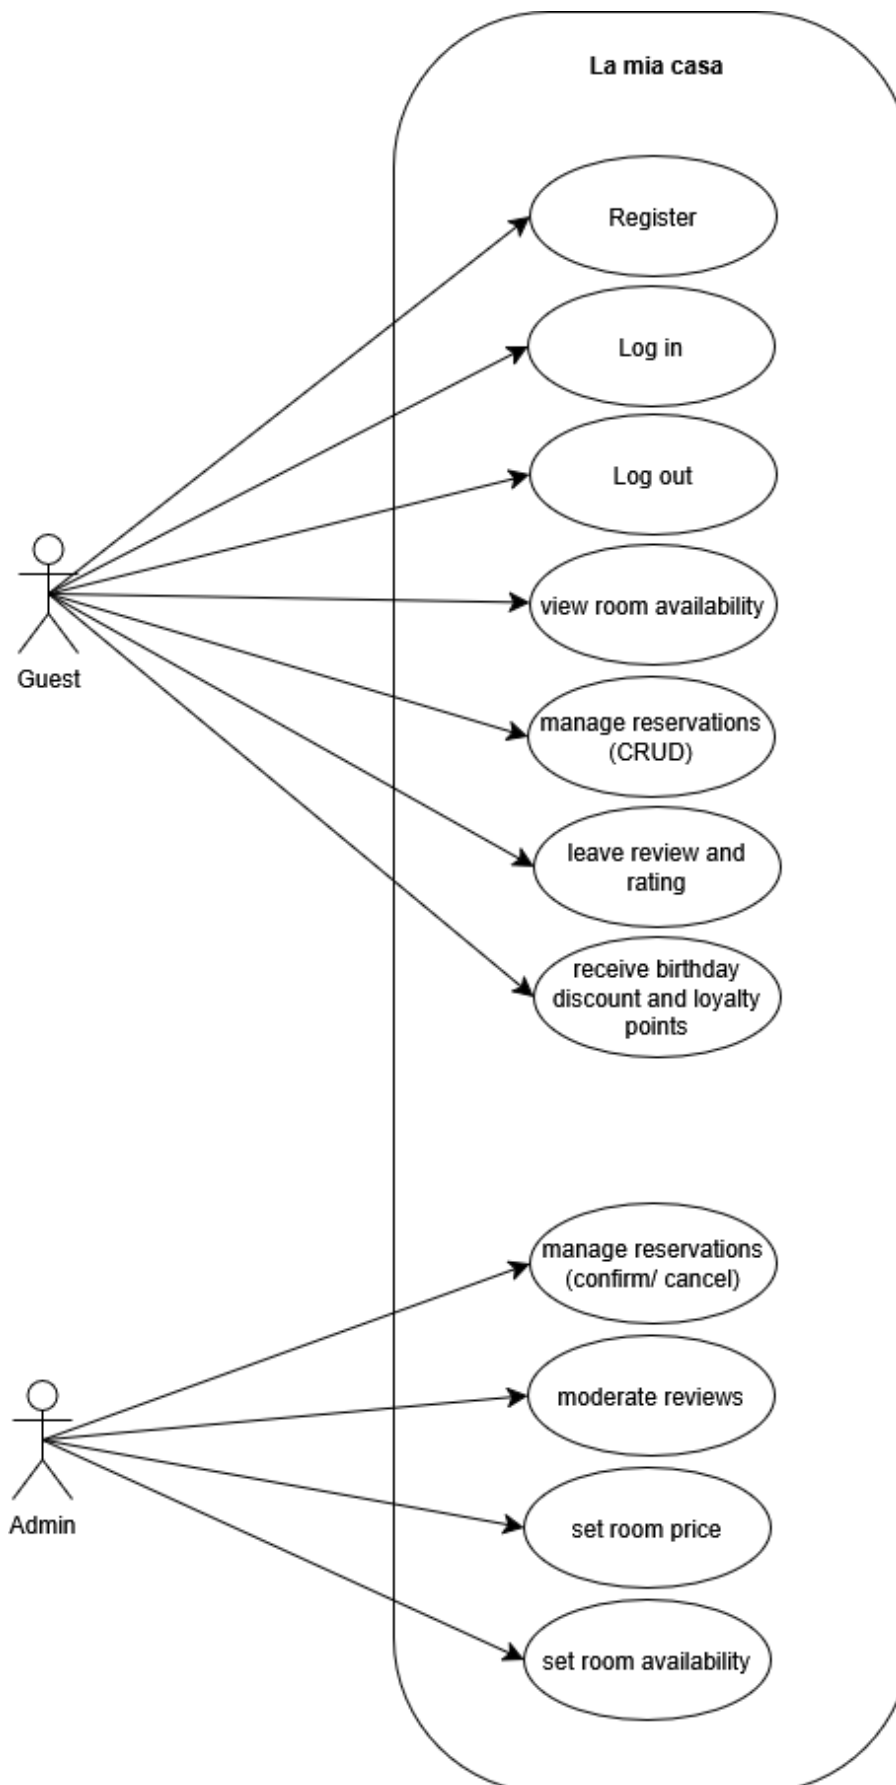 La mia casa
Register
Log in
Log out
view room availability
Guest
manage reservations
(CRUD)
leave review and
rating
receive birthday
discount and loyalty
points
manage reservations
(confirm/ cancel)
moderate reviews
Admin
set room price
set room availability